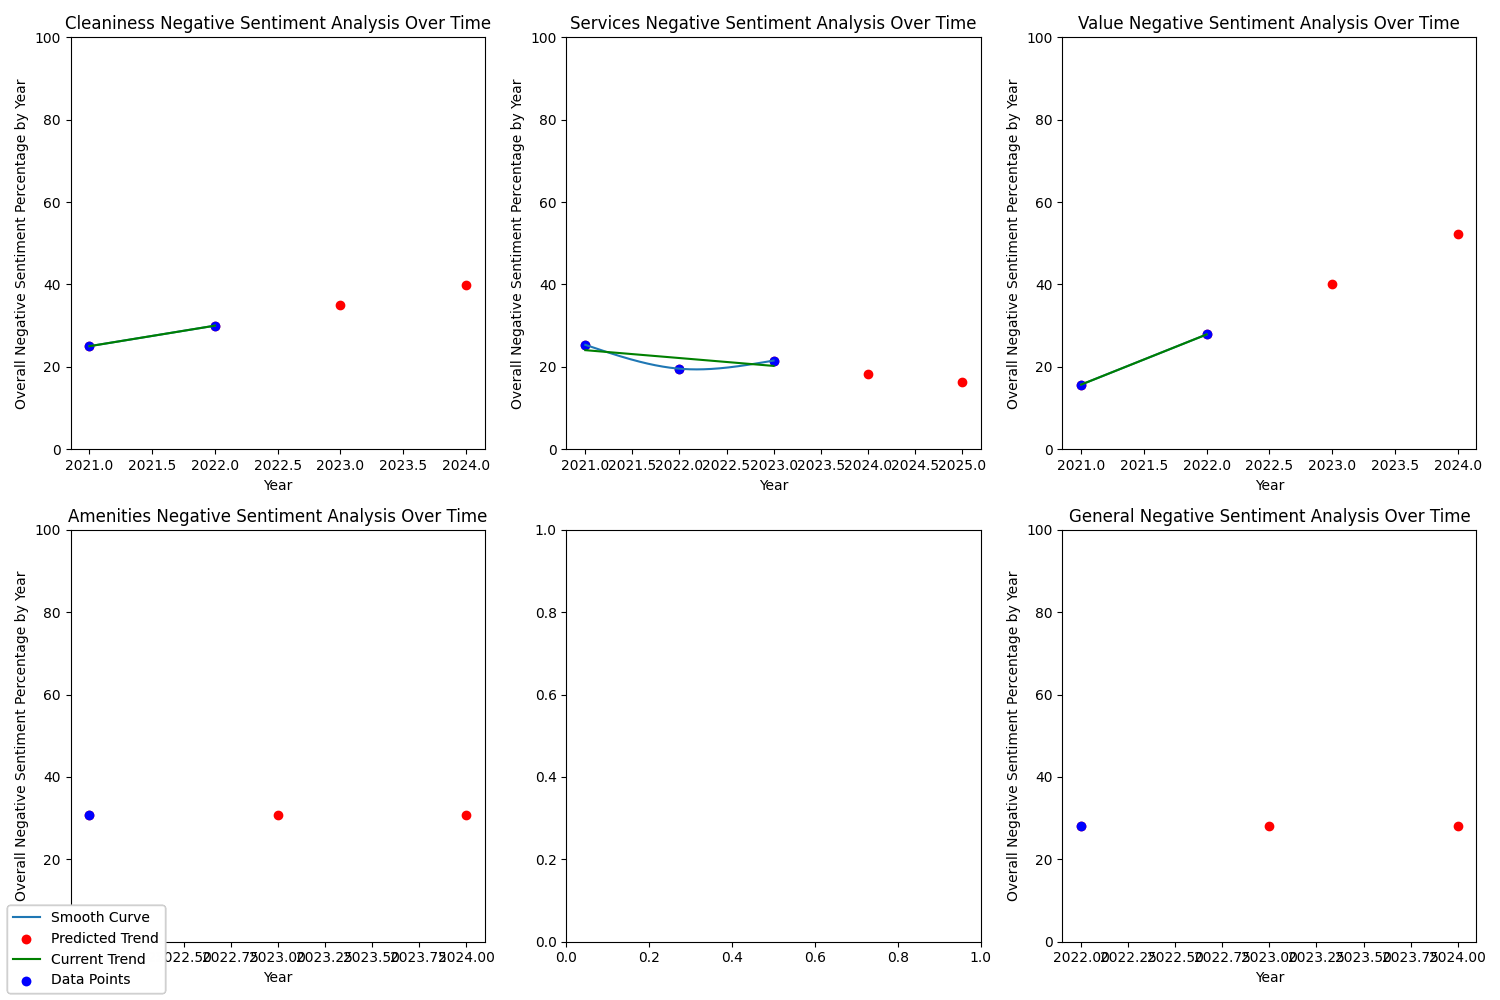 Cleaniness Negative Sentiment Analysis Over Time
Overall Negative Sentiment Percentage by Year
100
80
60
40
20
0
2021.0 2021.5 2022.0 2022.5 2023.0 2023.5 2024.0
Year
Services Negative Sentiment Analysis Over Time
Overall Negative Sentiment Percentage by Year
100
80
60
40
20
0
2021.0 2021.5 2022.0 2022.5 2023.0 2023.5 2024.0 2024.5 2025.0
Year
Value Negative Sentiment Analysis Over Time
Overall Negative Sentiment Percentage by Year
100
80
60
40
20
0
2021.0 2021.5 2022.0 2022.5 2023.0 2023.5 2024.0
Year
Amenities Negative Sentiment Analysis Over Time
Overall Negative Sentiment Percentage by Year
100
80
60
40
20
2022.50 2022.75 2023.00 2023.25 2023.50 2023.75 2024.00
Year
Smooth Curve
Predicted Trend
Current Trend
Data Points
1.0
0.8
0.6
0.4
0.2
0.0
0.0 0.2 0.4 0.6 0.8 1.0
General Negative Sentiment Analysis Over Time
Overall Negative Sentiment Percentage by Year
100
80
60
40
20
0
2022.00 2022.25 2022.50 2022.75 2023.00 2023.25 2023.50 2023.75 2024.00
Year